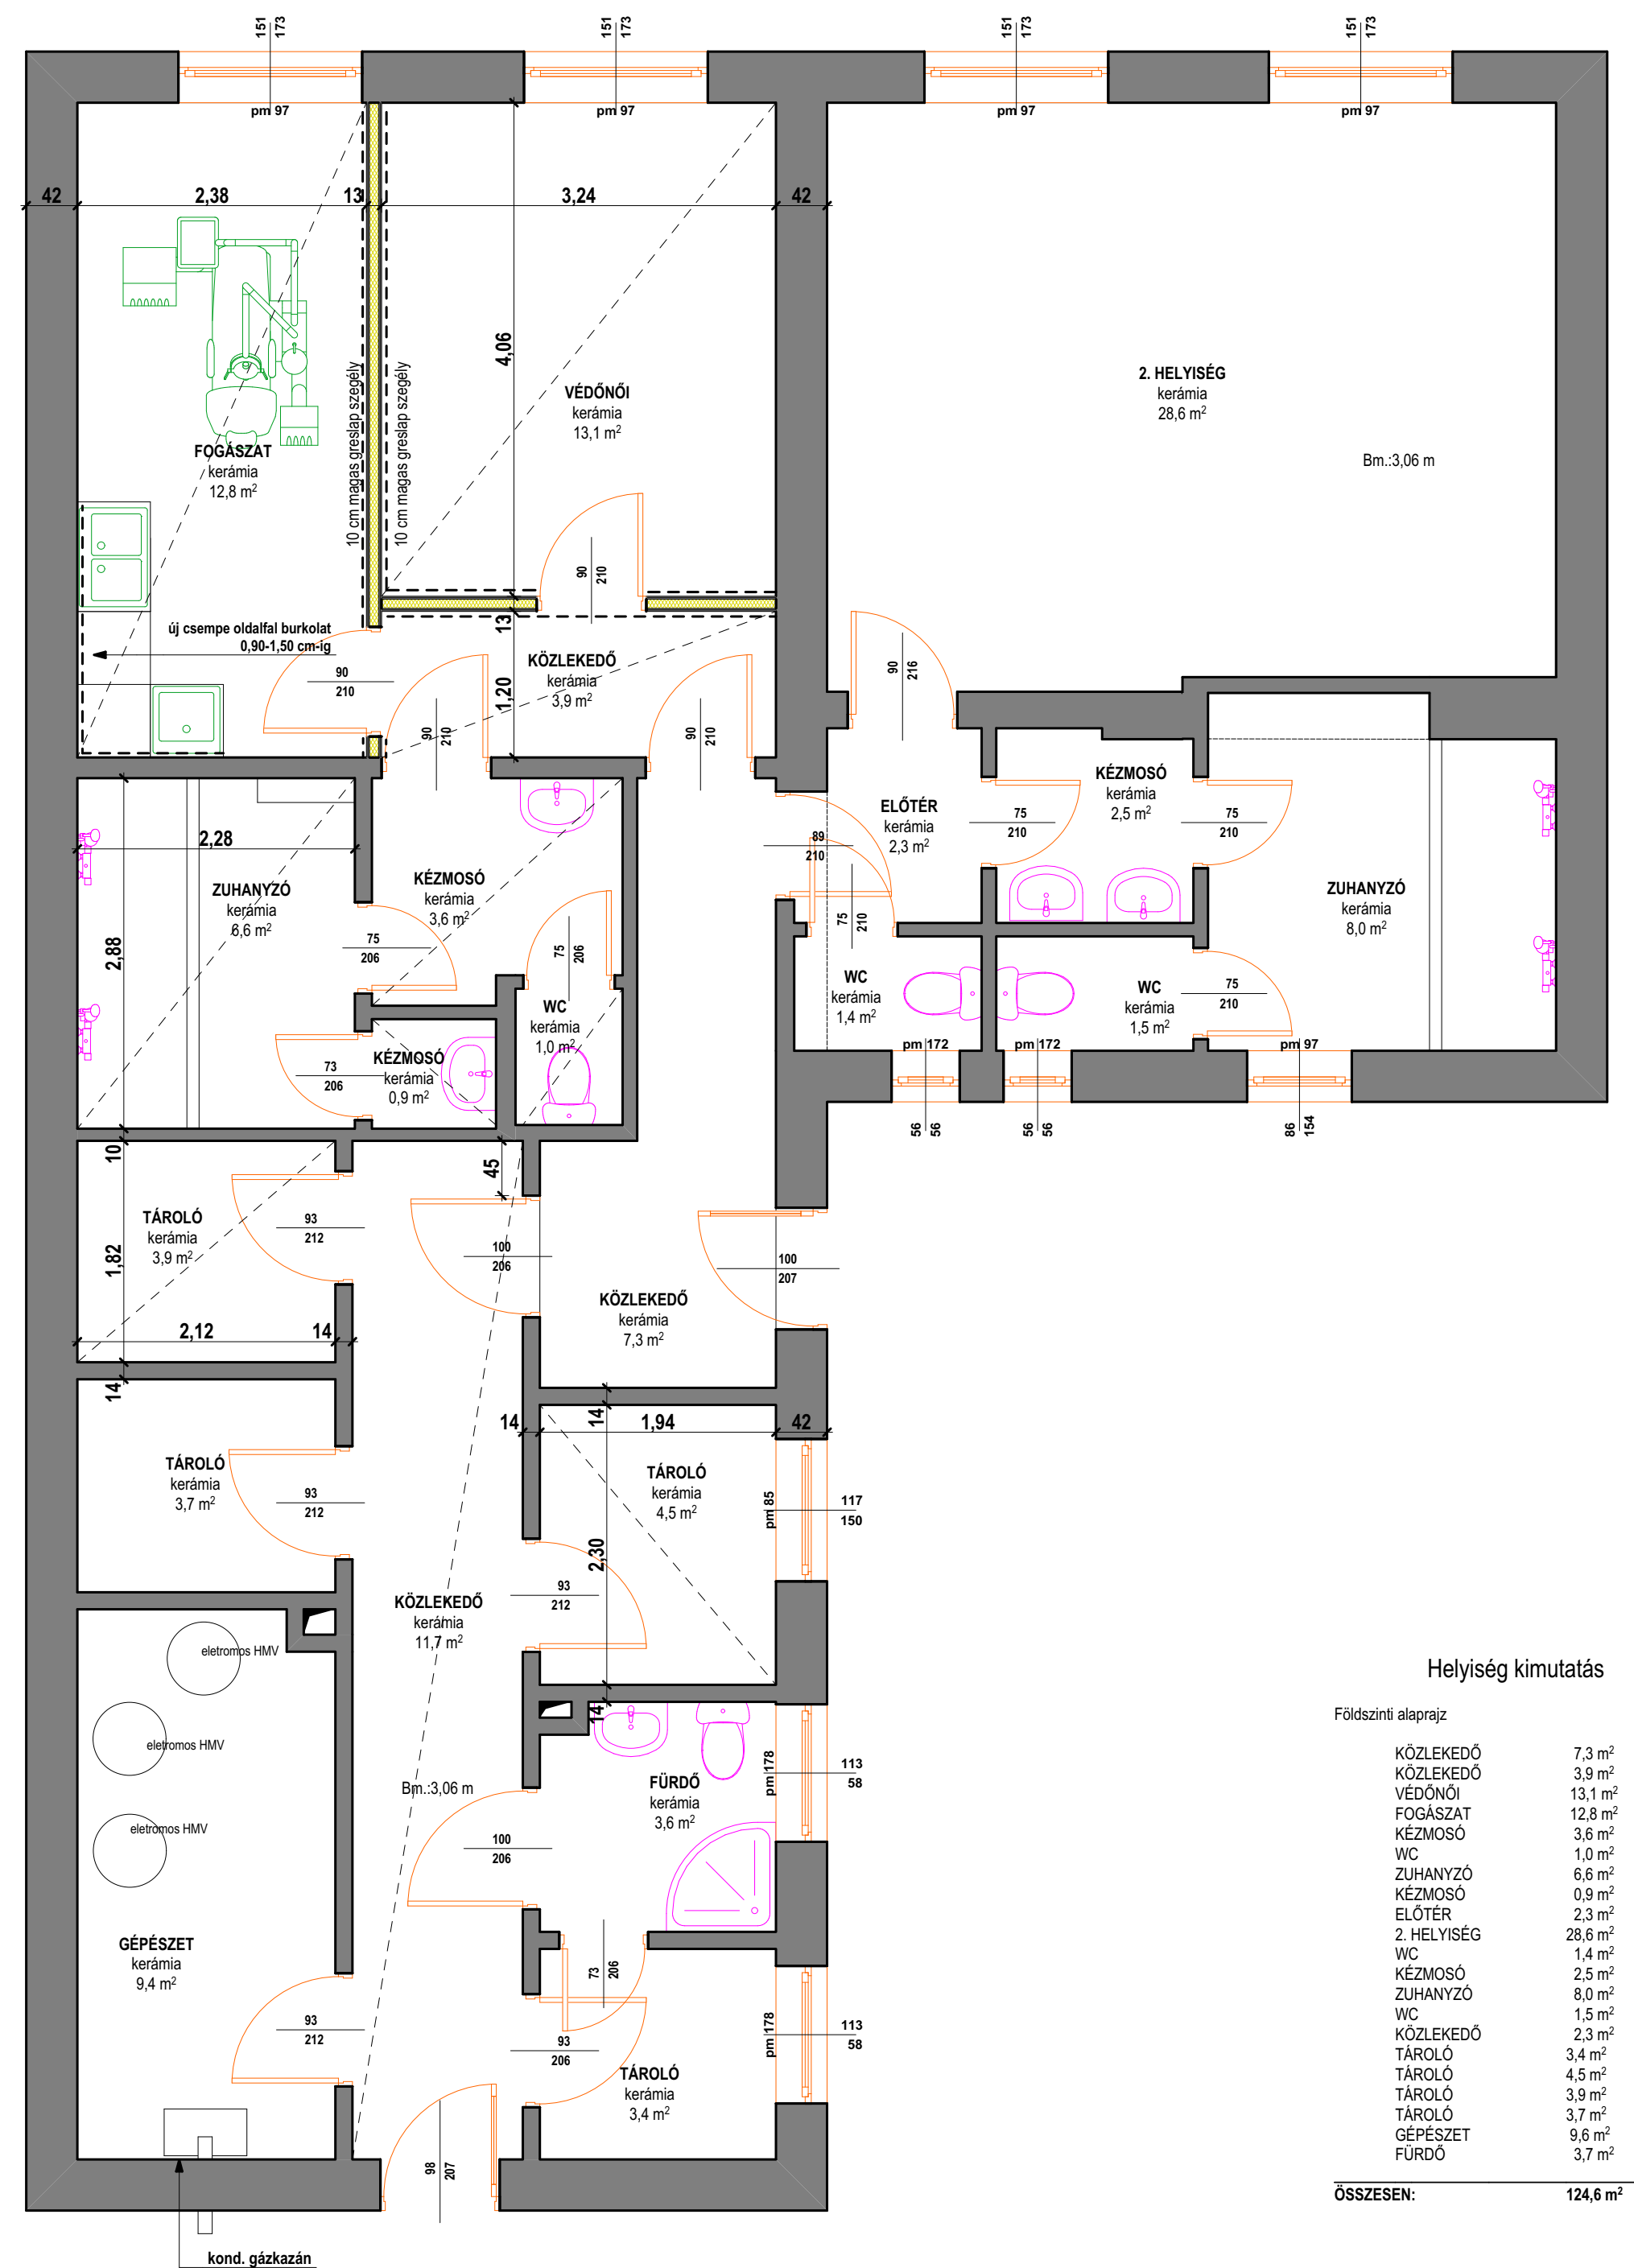 151
173
151
173
151
173
151
173
pm 97
pm 97
pm 97
pm 97
42
2,38
13
3,24
42
4,06
10 cm magas greslap szegély
10 cm magas greslap szegély
VÉDŐNŐI
kerámia
13,1 m²
2. HELYISÉG
kerámia
28,6 m²
Bm.:3,06 m
FOGÁSZAT
kerámia
12,8 m²
90
210
új csempe oldalfal burkolat
0,90-1,50 cm-ig
13
1,20
KÖZLEKEDŐ
kerámia
3,9 m²
90
210
90
210
90
210
90
216
2,28
2,88
ZUHANYZÓ
kerámia
6,6 m²
KÉZMOSÓ
kerámia
3,6 m²
75
206
75
206
WC
kerámia
1,0 m²
KÉZMOSÓ
kerámia
0,9 m²
73
206
89
210
ELŐTÉR
kerámia
2,3 m²
75
210
KÉZMOSÓ
kerámia
2,5 m²
75
210
ZUHANYZÓ
kerámia
8,0 m²
75
210
WC
kerámia
1,4 m²
WC
kerámia
1,5 m²
75
210
pm 172
pm 172
pm 97
56
56
56
56
86
154
10
45
TÁROLÓ
kerámia
3,9 m²
1,82
93
212
100
206
100
207
2,12
14
KÖZLEKEDŐ
kerámia
7,3 m²
14
14
14
1,94
42
TÁROLÓ
kerámia
3,7 m²
93
212
TÁROLÓ
kerámia
4,5 m²
pm 85
117
150
2,30
93
212
KÖZLEKEDŐ
kerámia
11,7 m²
eletromos HMV
eletromos HMV
eletromos HMV
14
Bm.:3,06 m
FÜRDŐ
kerámia
3,6 m²
pm 178
113
58
100
206
GÉPÉSZET
kerámia
9,4 m²
73
206
93
212
93
206
pm 178
113
58
TÁROLÓ
kerámia
3,4 m²
98
207
kond. gázkazán
Helyiség kimutatás
Földszinti alaprajz
KÖZLEKEDŐ 7,3 m²
KÖZLEKEDŐ 3,9 m²
VÉDŐNŐI 13,1 m²
FOGÁSZAT 12,8 m²
KÉZMOSÓ 3,6 m²
WC 1,0 m²
ZUHANYZÓ 6,6 m²
KÉZMOSÓ 0,9 m²
ELŐTÉR 2,3 m²
2. HELYISÉG 28,6 m²
WC 1,4 m²
KÉZMOSÓ 2,5 m²
ZUHANYZÓ 8,0 m²
WC 1,5 m²
KÖZLEKEDŐ 2,3 m²
TÁROLÓ 3,4 m²
TÁROLÓ 4,5 m²
TÁROLÓ 3,9 m²
TÁROLÓ 3,7 m²
GÉPÉSZET 9,6 m²
FÜRDŐ 3,7 m²
ÖSSZESEN: 124,6 m²